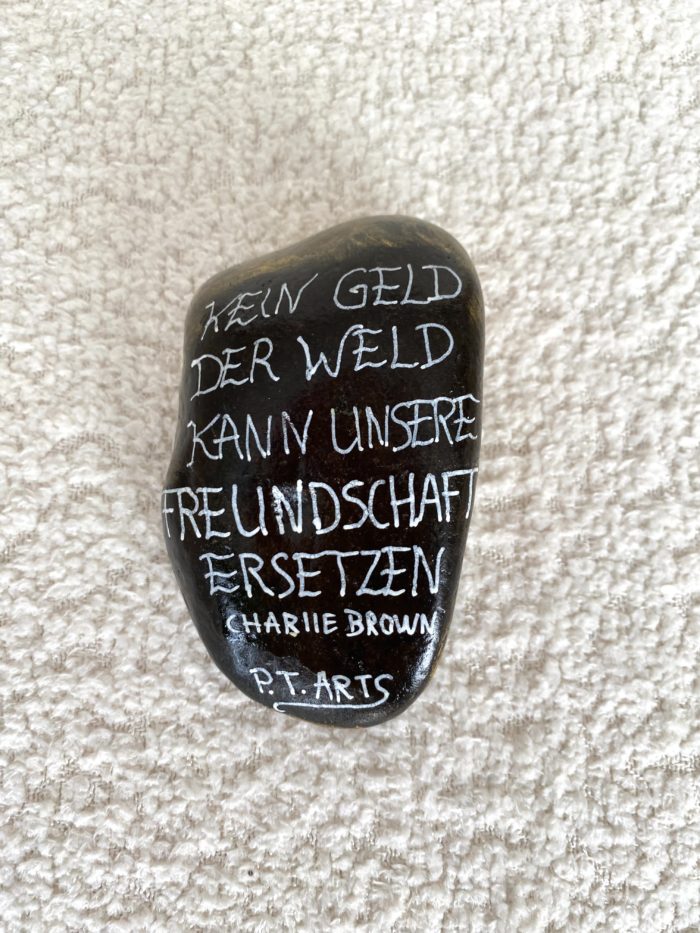 KEIN GELD
DER WELD
KANN UNSERE
FREUNDSCHAFT
ERSETZEN
CHARIIE BROWN
P.T. ARTS